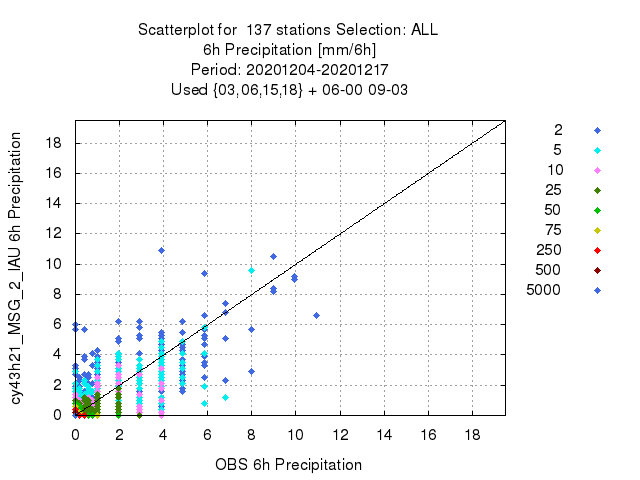 Scatterplot for 137 stations Selection: ALL
6h Precipitation [mm/6h]
Period: 20201204-20201217
Used {03,06,15,18} + 06-00 09-03
cy43h21_MSG_2_IAU 6h Precipitation
18
16
14
12
10
8
6
4
2
0
0 2 4 6 8 10 12 14 16 18
OBS 6h Precipitation
2
5
10
25
50
75
250
500
5000